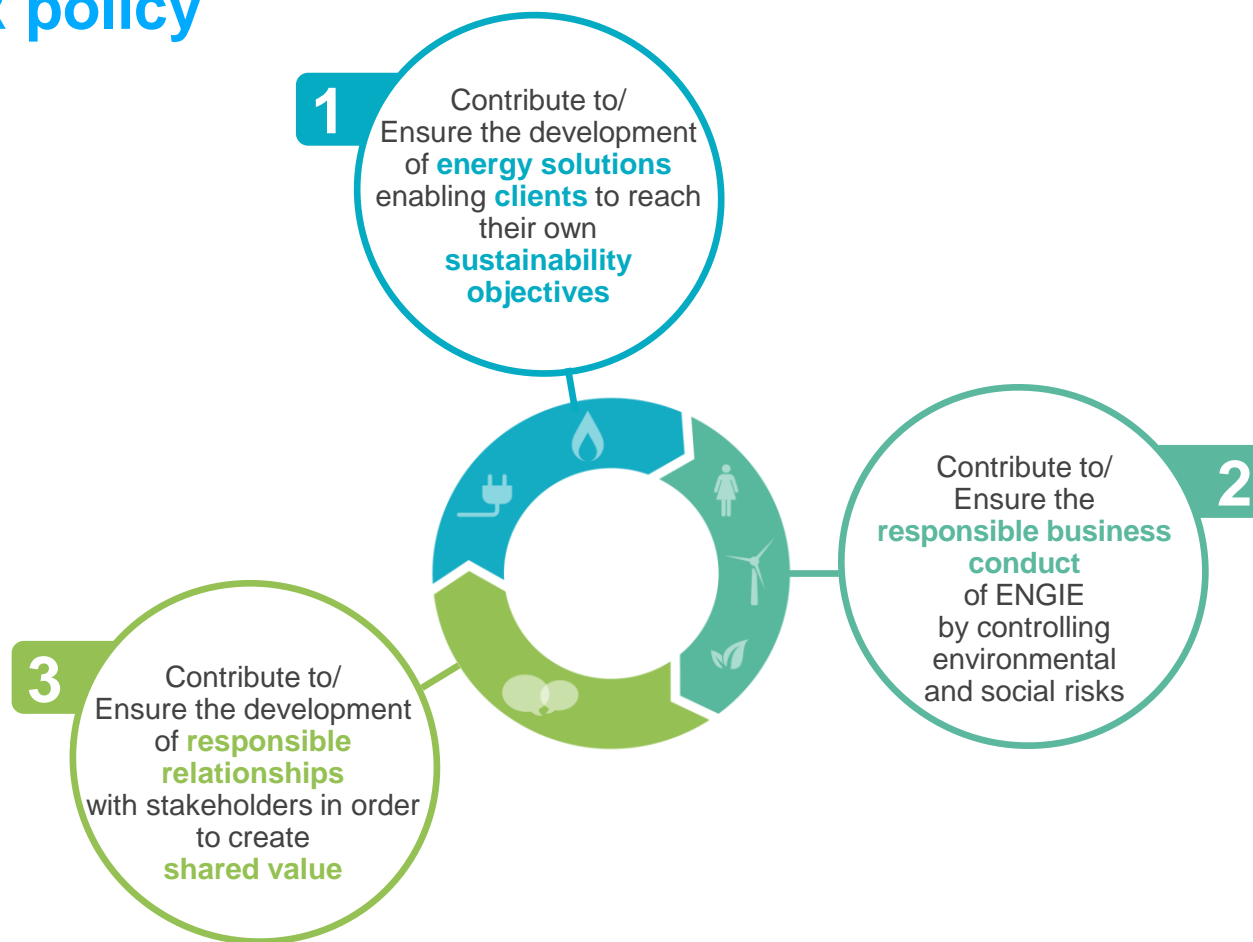 policy
1
Contribute to/
Ensure the development
of energy solutions
enabling clients to reach
their own
sustainability
objectives
2
Contribute to/
Ensure the
responsible business
conduct
of ENGIE
by controlling
environmental
and social risks
3
Contribute to/
Ensure the development
of responsible
relationships
with stakeholders in order
to create
shared value